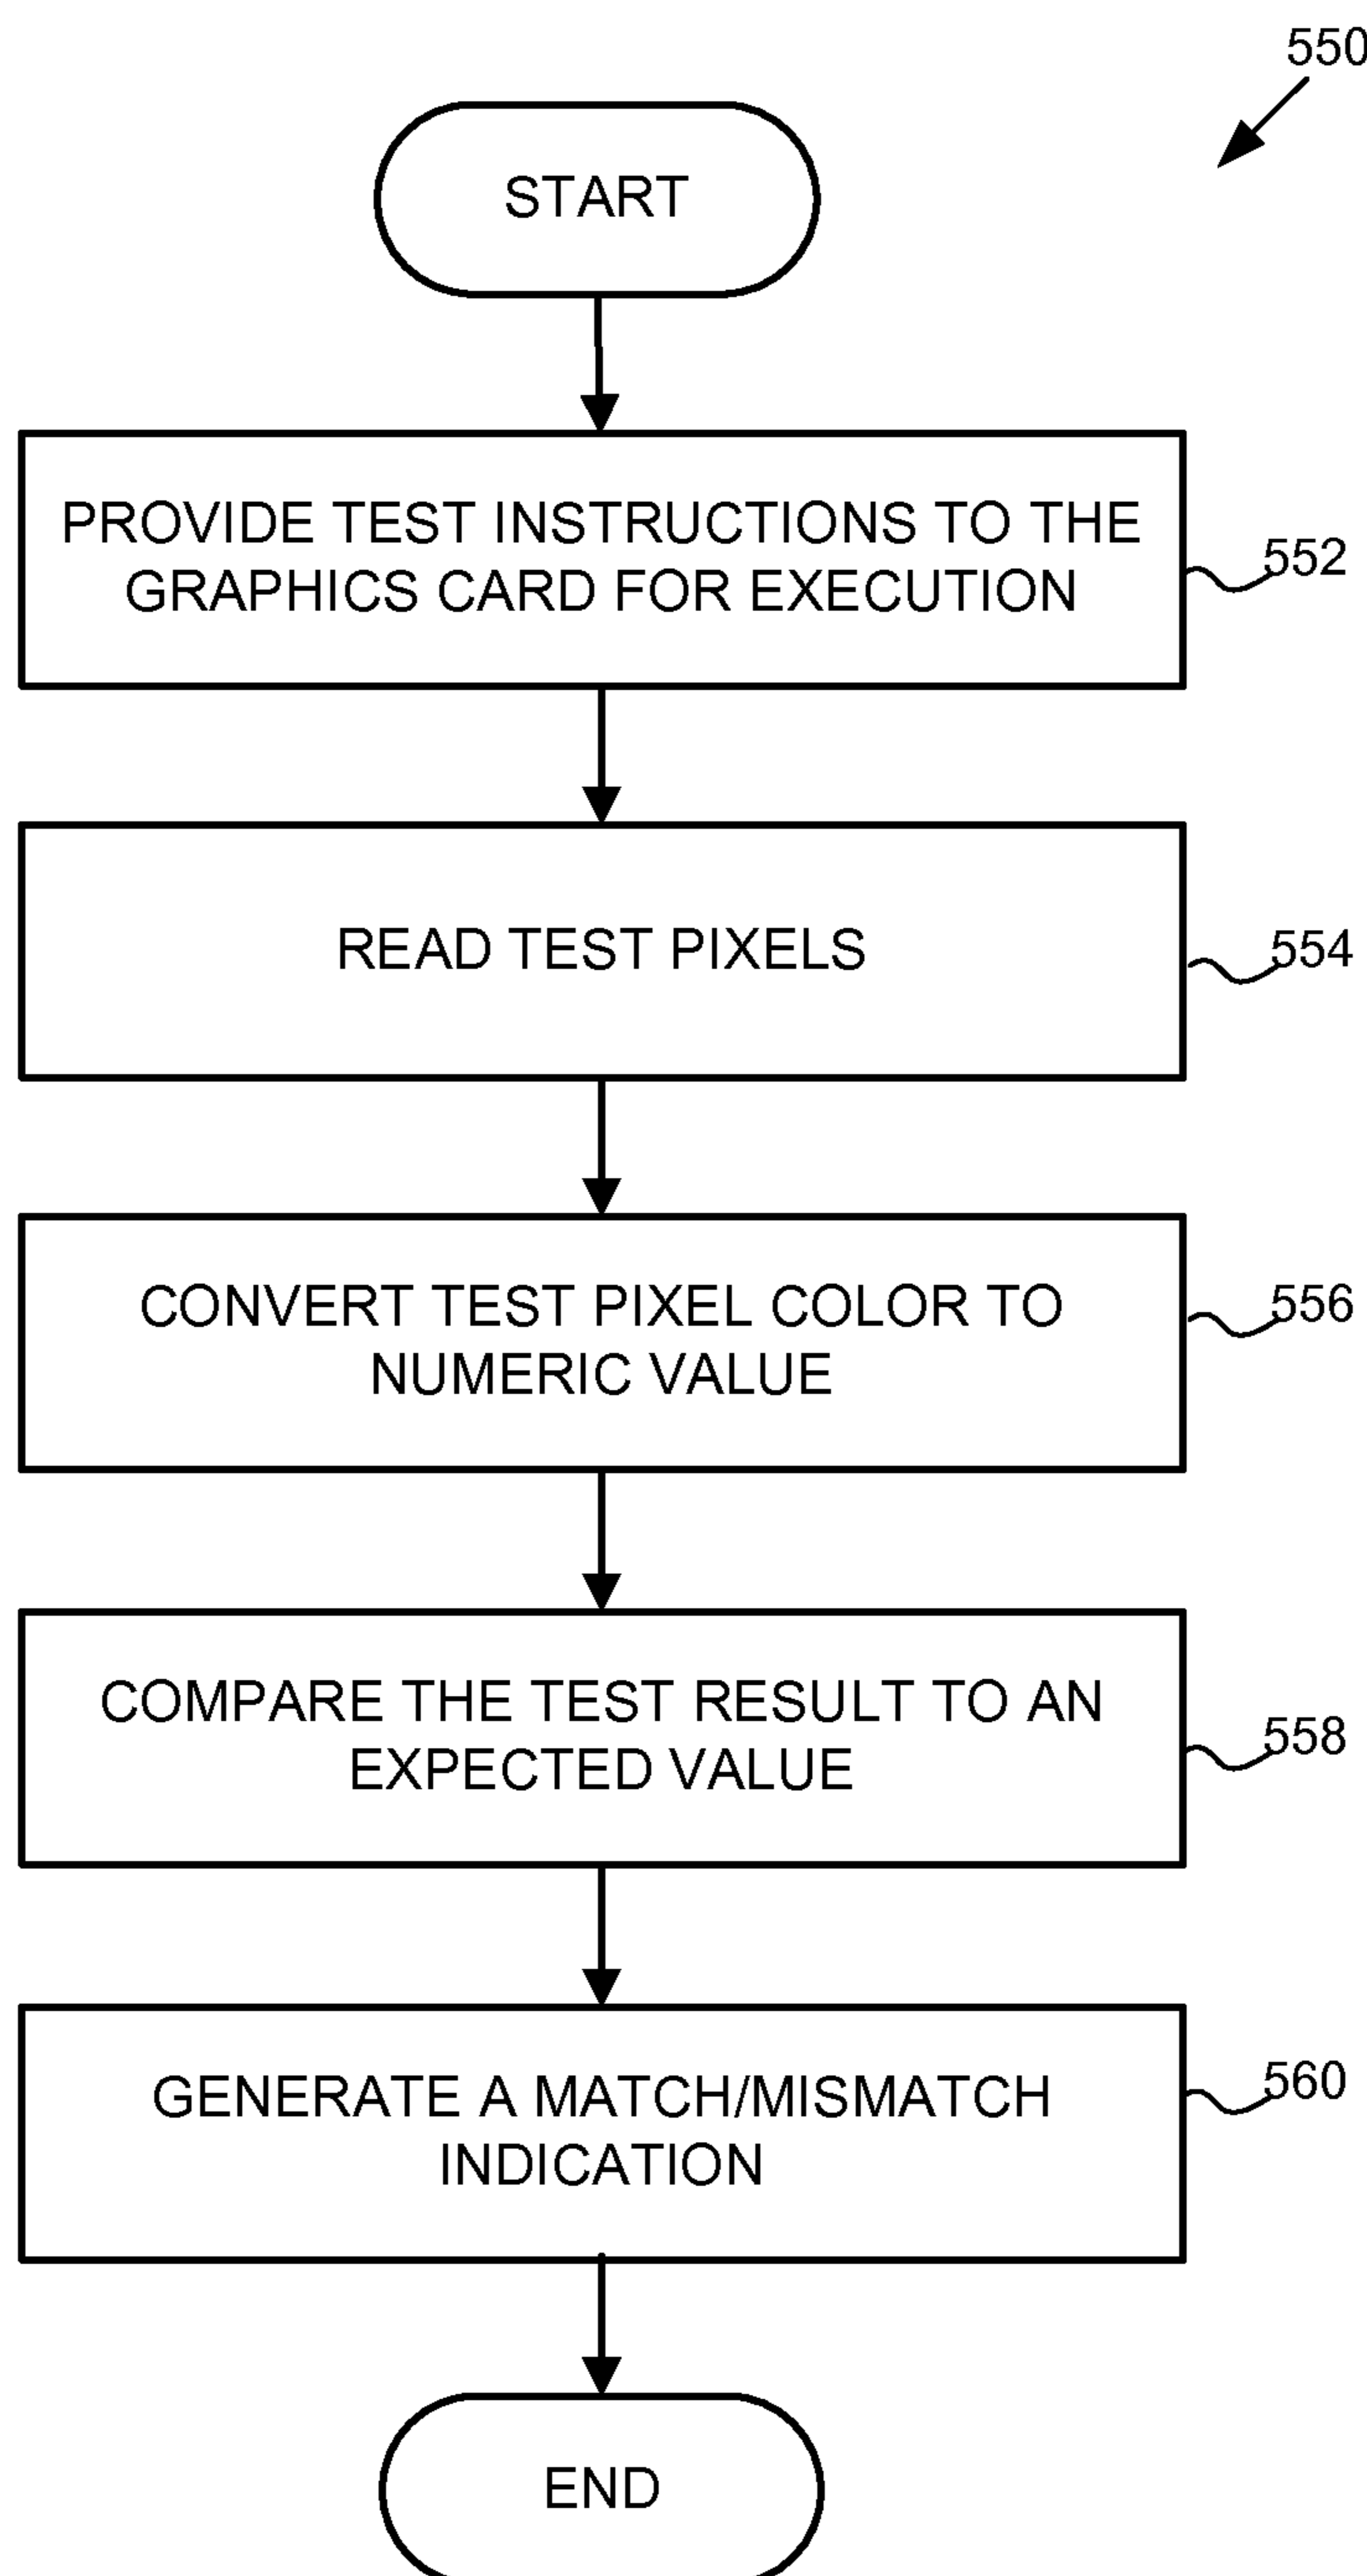 550
START
PROVIDE TEST INSTRUCTIONS TO THE
GRAPHICS CARD FOR EXECUTION
552
READ TEST PIXELS
554
CONVERT TEST PIXEL COLOR TO
NUMERIC VALUE
556
COMPARE THE TEST RESULT TO AN
EXPECTED VALUE
558
GENERATE A MATCH/MISMATCH
INDICATION
560
END